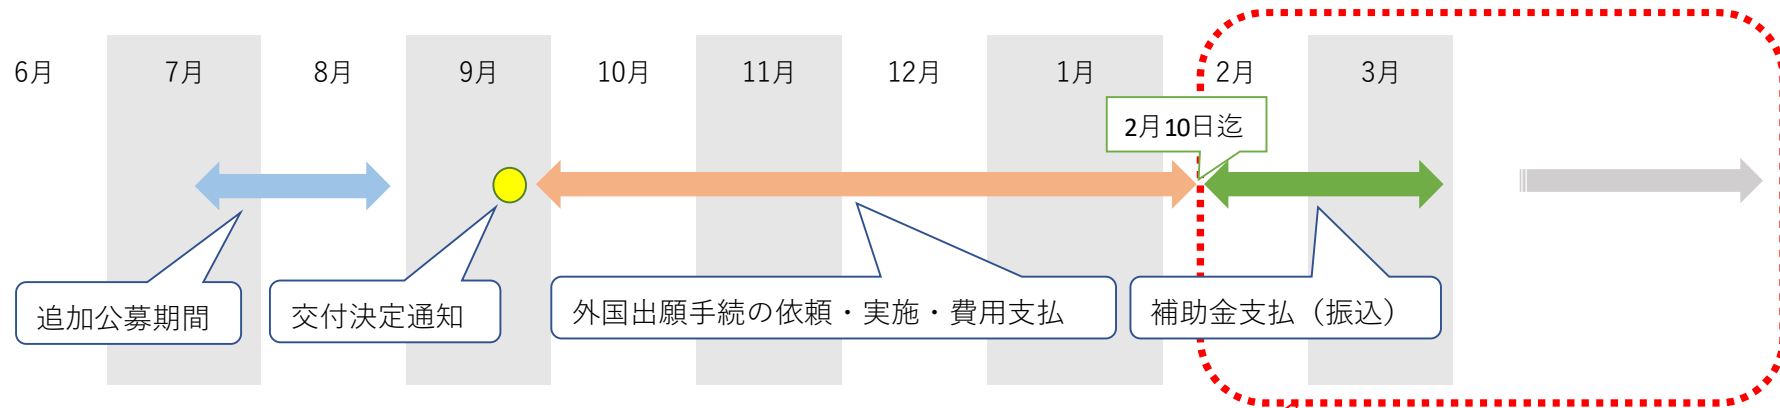 6月
7月
8月
9月
10月
11月
12月
1月
2月
3月
2月10日迄
追加公募期間
交付決定通知
外国出願手続の依頼・実施・費用支払
補助金支払（振込）